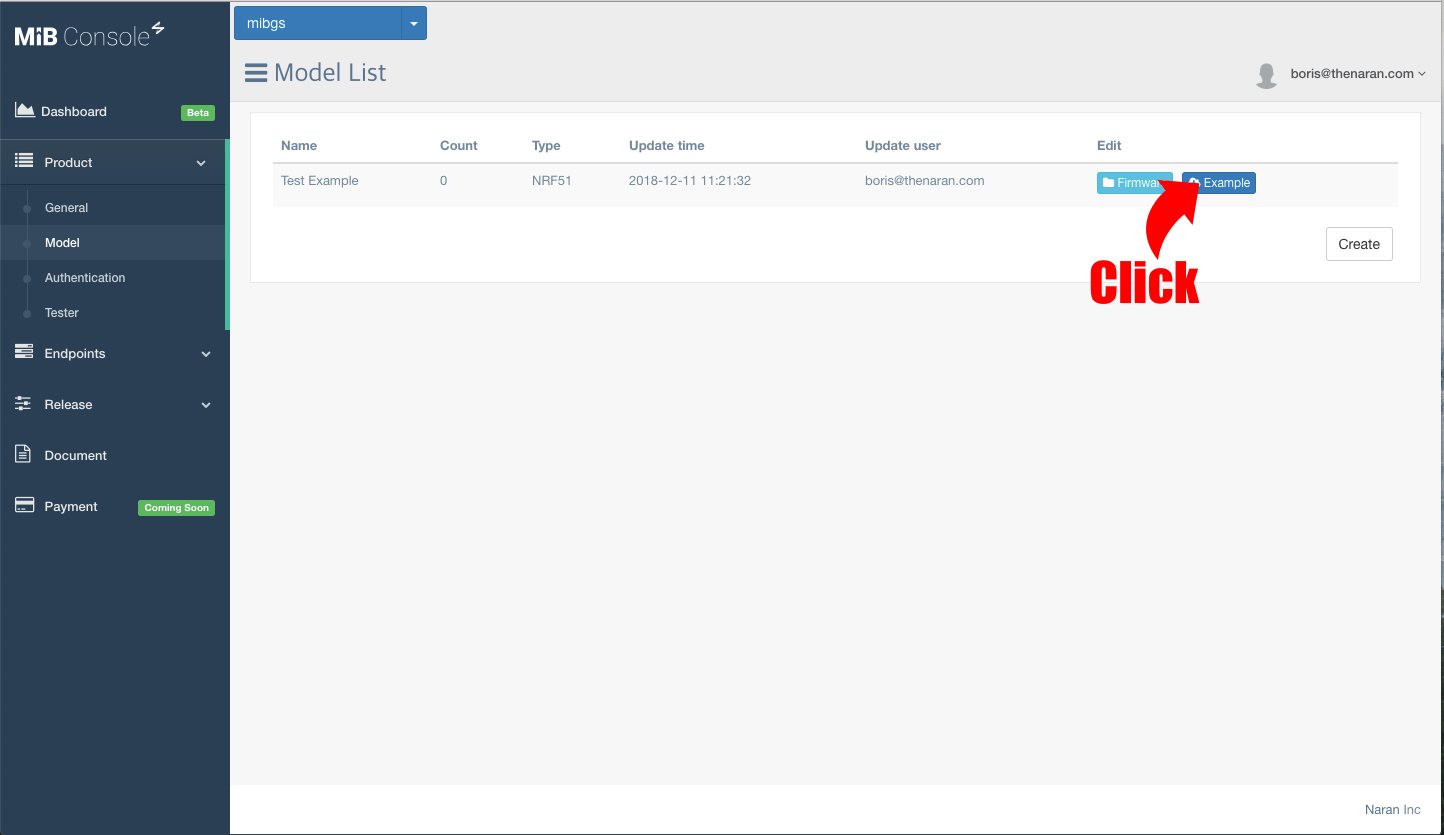 MiB Console
mibgs
Model List
boris@thenaran.com
Dashboard
Beta
Product
General
Model
Authentication
Tester
Endpoints
Release
Document
Payment
Coming Soon
Name Count Type Update time Update user Edit
Test Example 0 NRF51 2018-12-11 11:21:32 boris@thenaran.com Firmware Example
Create
Click
Naran Inc